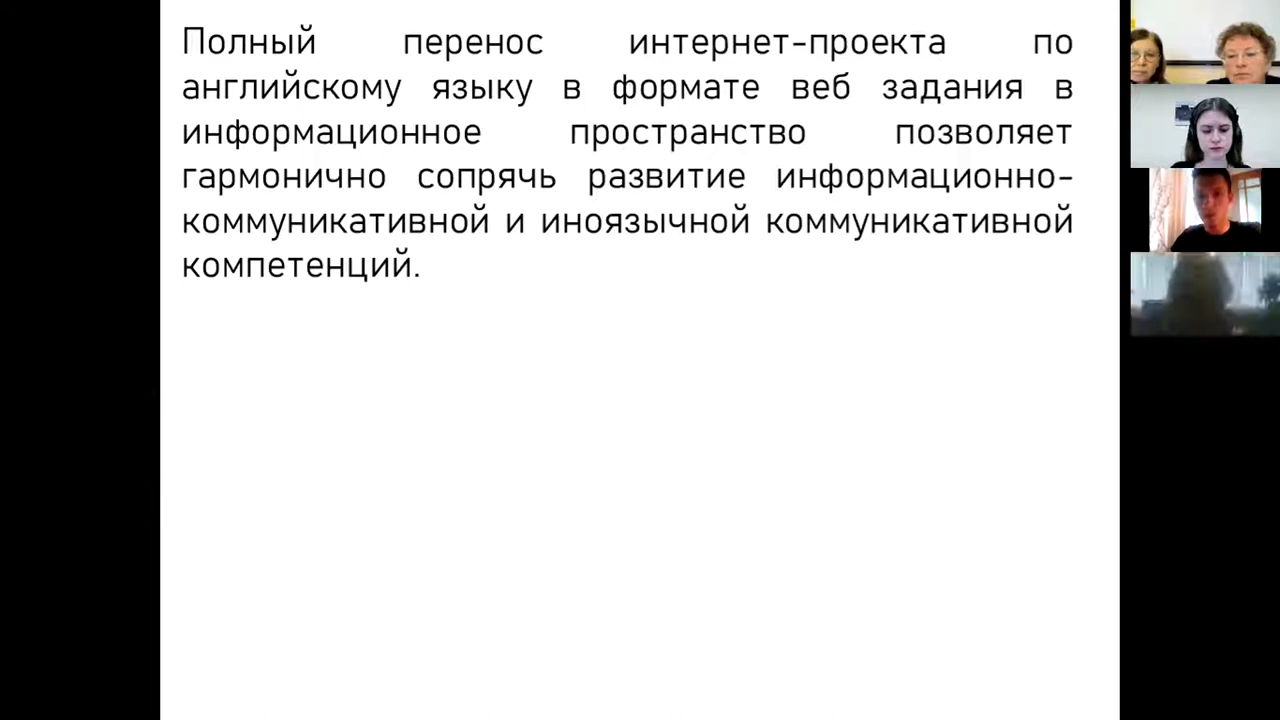 Полный перенос интернет-проекта по
английскому языку в формате веб задания в
информационное пространство позволяет
гармонично сопрячь развитие информационно-
коммуникативной и иноязычной коммуникативной
компетенций.